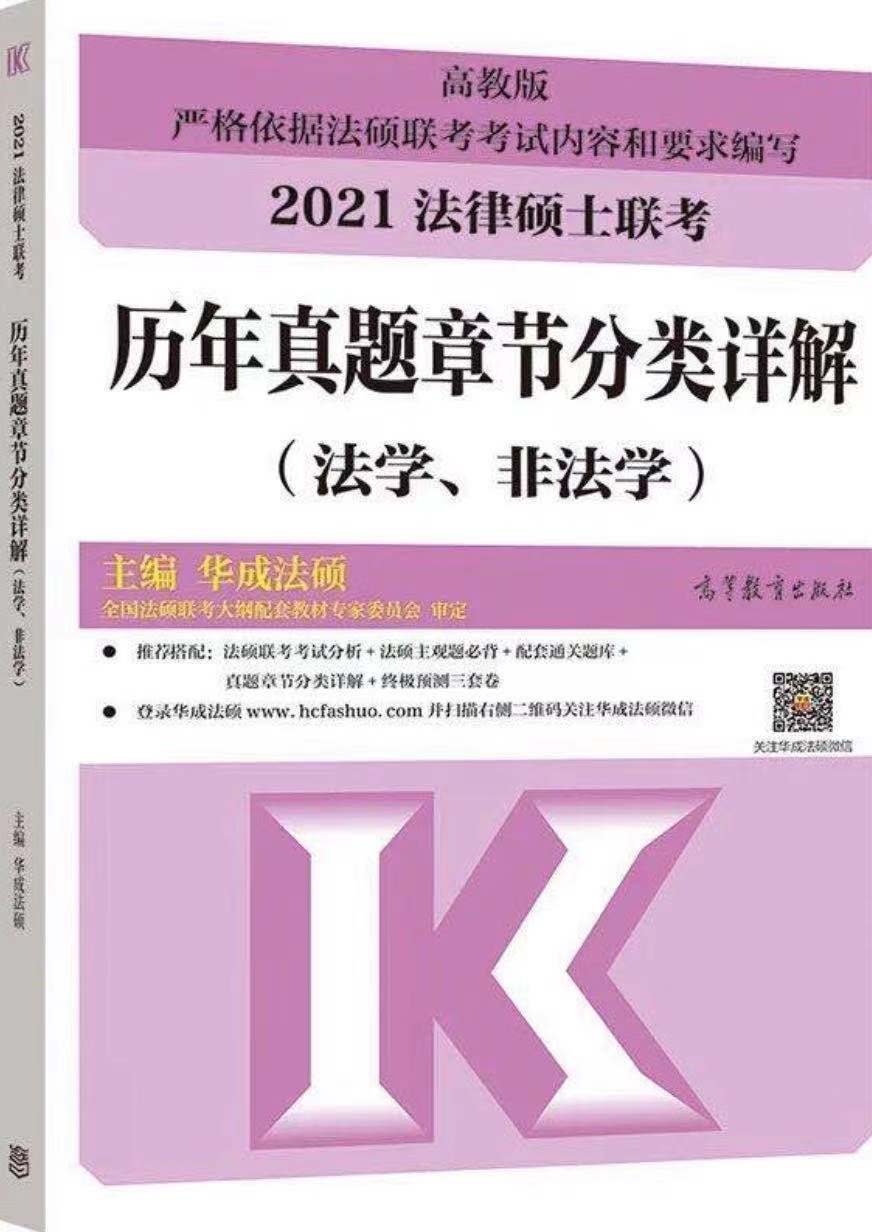 K
2021 法律硕士联考 历年真题章节分类详解(法学、非法学) 主编 华成法硕
高教版
严格依据法硕联考考试内容和要求编写
2021 法律硕士联考
历年真题章节分类详解
(法学、非法学)
主编 华成法硕
全国法硕联考大纲配套教材专家委员会 审定
高等教育出版社
● 推荐搭配:法硕联考考试分析+法硕主观题必背+配套通关题库+
真题章节分类详解+终极预测三套卷
● 登录华成法硕 www.hcfashuo.com 并扫描右侧二维码关注华成法硕微信
关注华成法硕微信
K